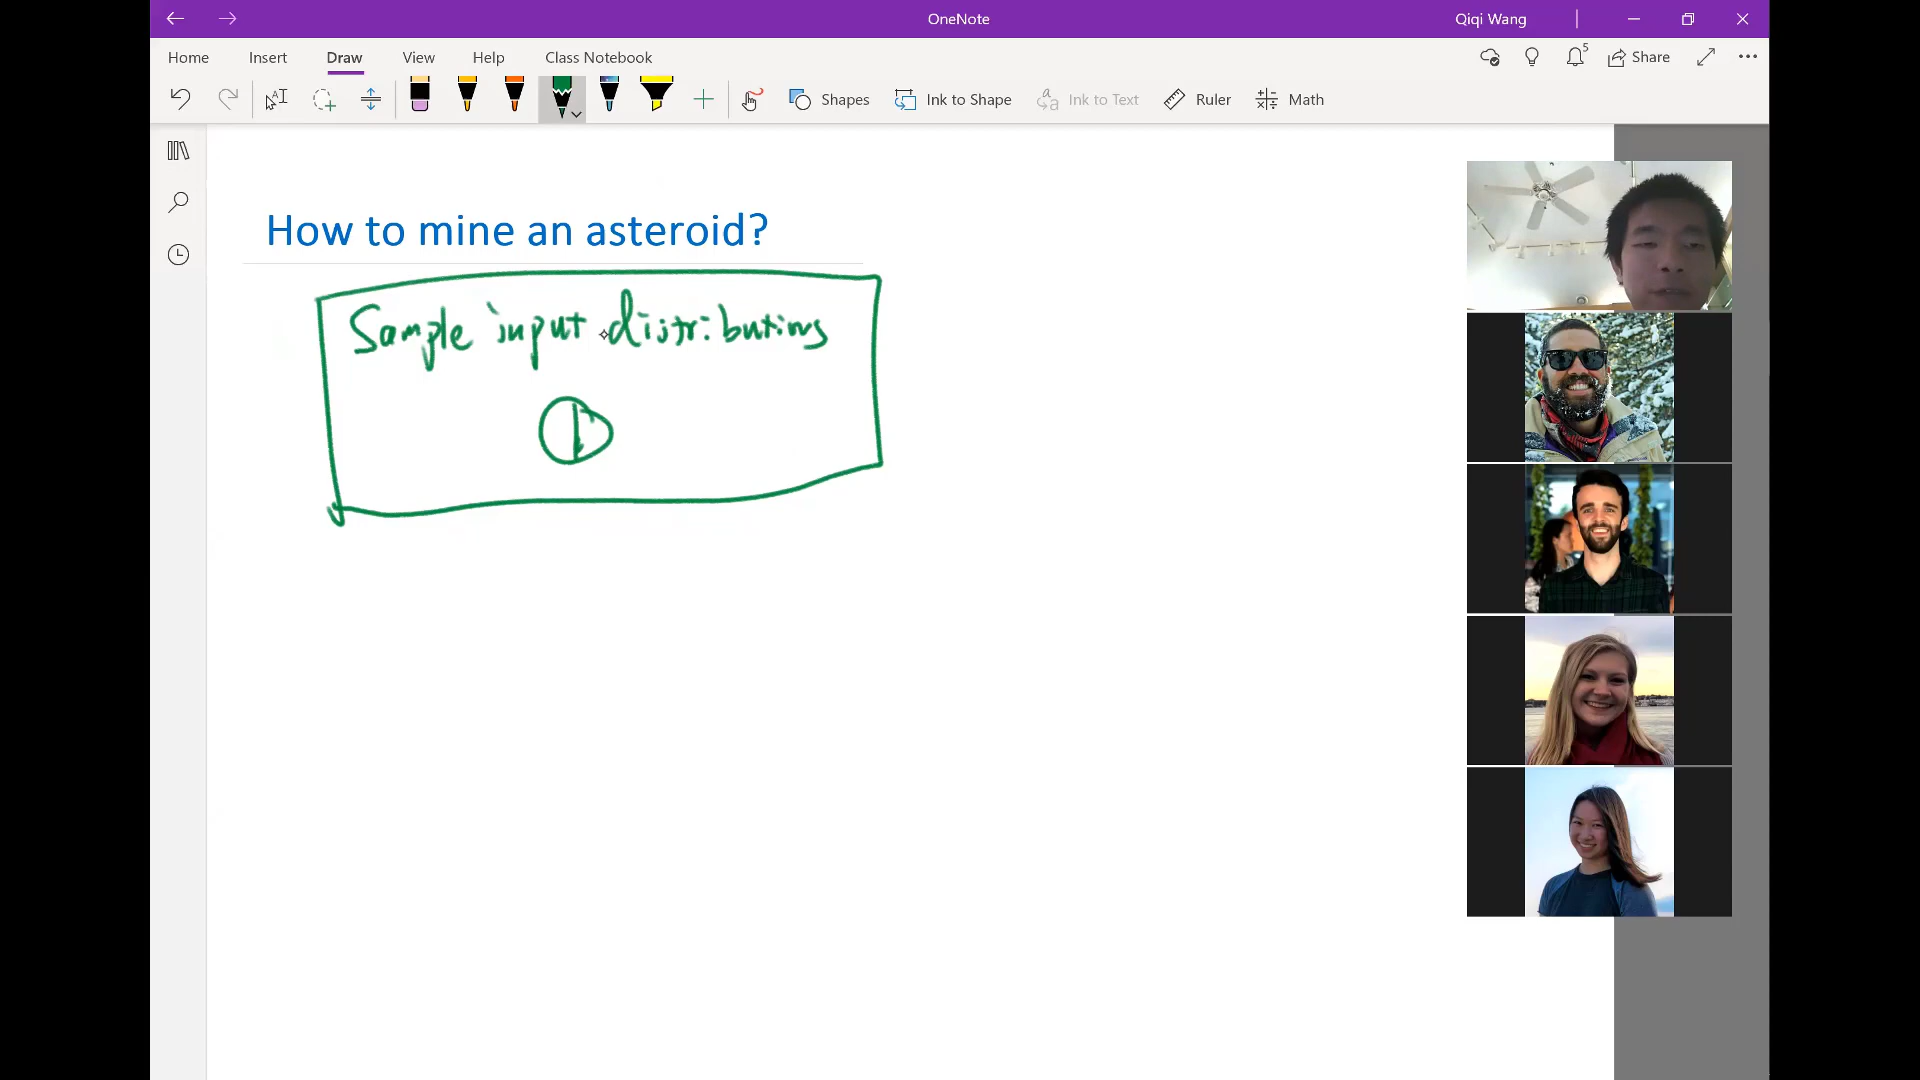 OneNote
Qiqi Wang
Home Insert Draw View Help Class Notebook
5
Share
Shapes Ink to Shape Ink to Text Ruler Math
How to mine an asteroid?
Sample input distributions